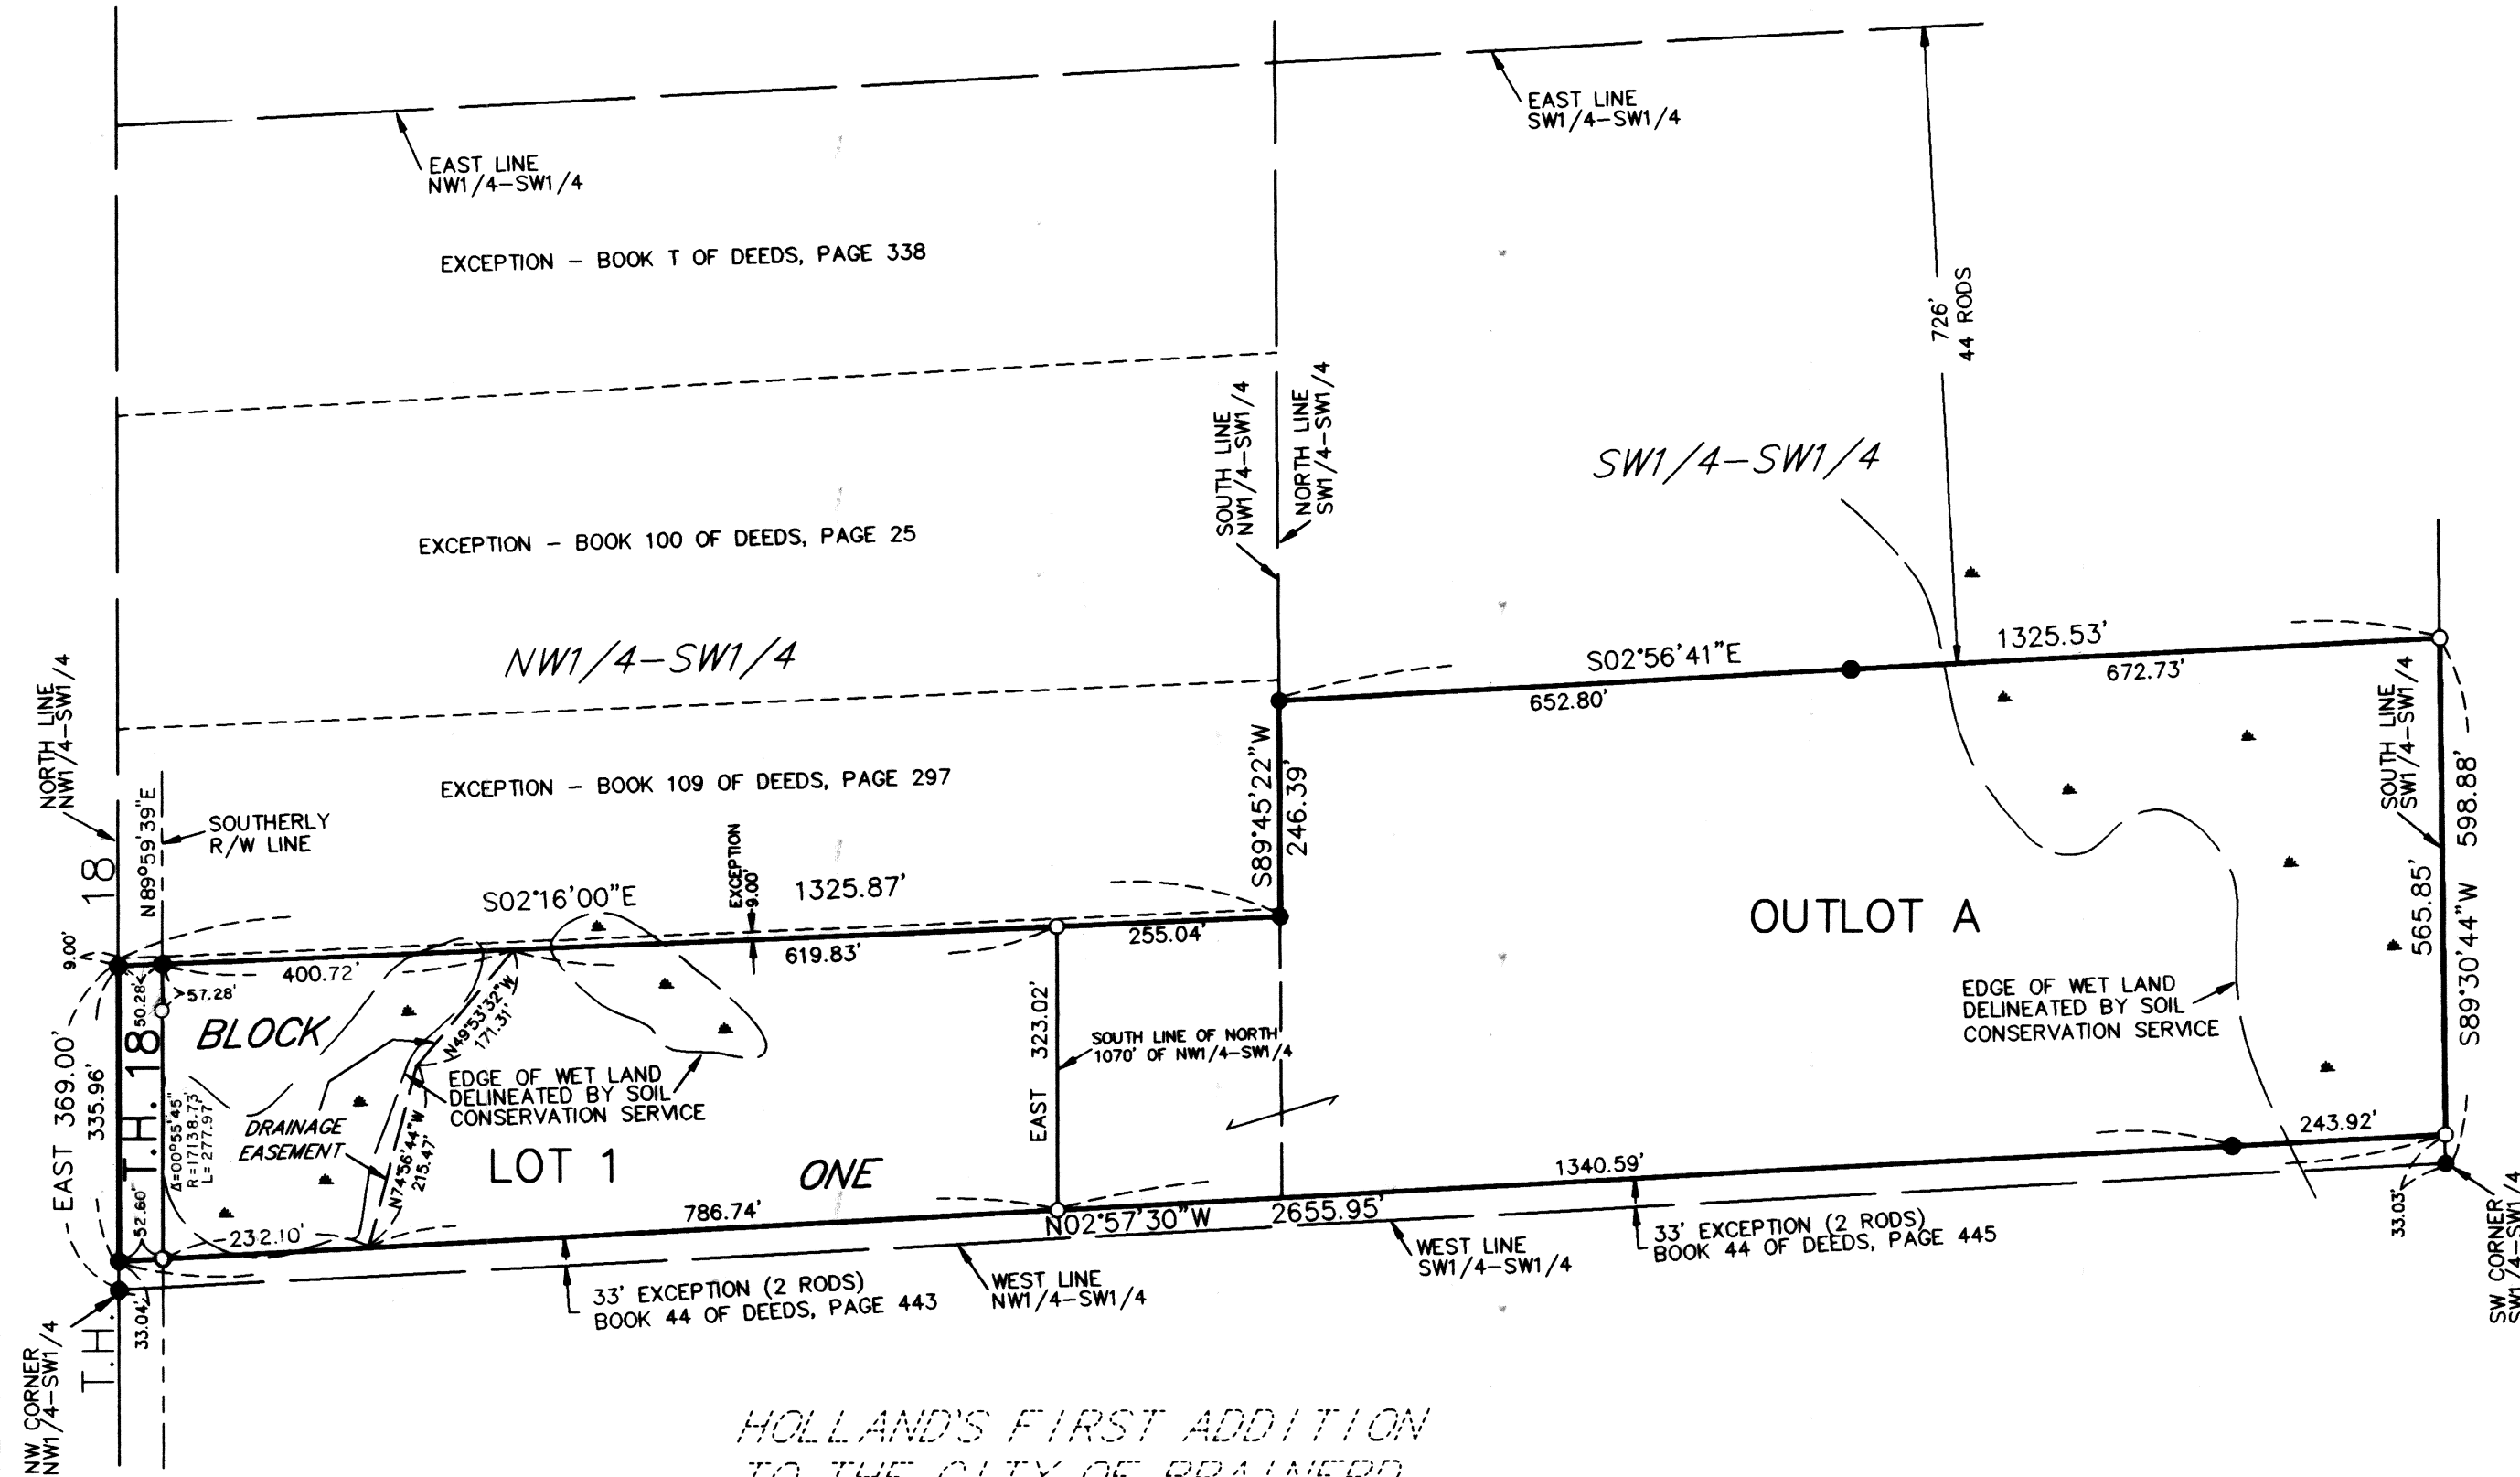 EAST LINE
SW1/4-SW1/4
EAST LINE
NW1/4-SW1/4
EXCEPTION - BOOK T OF DEEDS, PAGE 338
726'
44 RODS
SOUTH LINE
NW1/4-SW1/4
NORTH LINE
SW1/4-SW1/4
SW1/4-SW1/4
EXCEPTION - BOOK 100 OF DEEDS, PAGE 25
NW1/4-SW1/4
S02°56'41"E
1325.53'
652.80'
672.73'
NORTH LINE
NW1/4-SW1/4
18
N89°59'39"E
SOUTHERLY
R/W LINE
EXCEPTION - BOOK 109 OF DEEDS, PAGE 297
EXCEPTION
9.00'
S02°16'00"E
1325.87'
S89°45'22"W
246.39'
SOUTH LINE
SW1/4-SW1/4
565.85'
S89°30'44"W 598.88'
OUTLOT A
9.00'
400.72'
619.83'
255.04'
50.28'
57.28'
BLOCK
N49°53'32"W
171.31'
EAST 323.02'
SOUTH LINE OF NORTH
1070' OF NW1/4-SW1/4
EDGE OF WET LAND
DELINEATED BY SOIL
CONSERVATION SERVICE
EDGE OF WET LAND
DELINEATED BY SOIL
CONSERVATION SERVICE
EAST 369.00'
335.96'
T.H. 18
Δ=00°55'45"
R=17138.73'
L=277.97'
DRAINAGE
EASEMENT
N74°56'44"W
215.47'
LOT 1
ONE
52.60'
232.10'
786.74'
N02°57'30"W
2655.95'
1340.59'
243.92'
33.03'
SW CORNER
SW1/4-SW1/4
33' EXCEPTION (2 RODS)
BOOK 44 OF DEEDS, PAGE 445
WEST LINE
SW1/4-SW1/4
WEST LINE
NW1/4-SW1/4
33' EXCEPTION (2 RODS)
BOOK 44 OF DEEDS, PAGE 443
33.04'
T.H.
NW CORNER
NW1/4-SW1/4
HOLLAND'S FIRST ADDITION
TO THE CITY OF BRAINERD